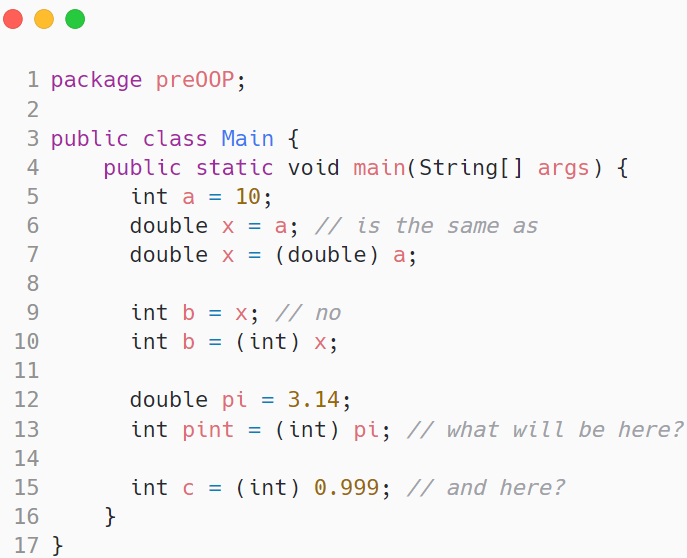 1 package preOOP;
2
3 public class Main {
4     public static void main(String[] args) {
5       int a = 10;
6       double x = a; // is the same as
7       double x = (double) a;
8
9       int b = x; // no
10       int b = (int) x;
11
12       double pi = 3.14;
13       int pint = (int) pi; // what will be here?
14
15       int c = (int) 0.999; // and here?
16     }
17 }